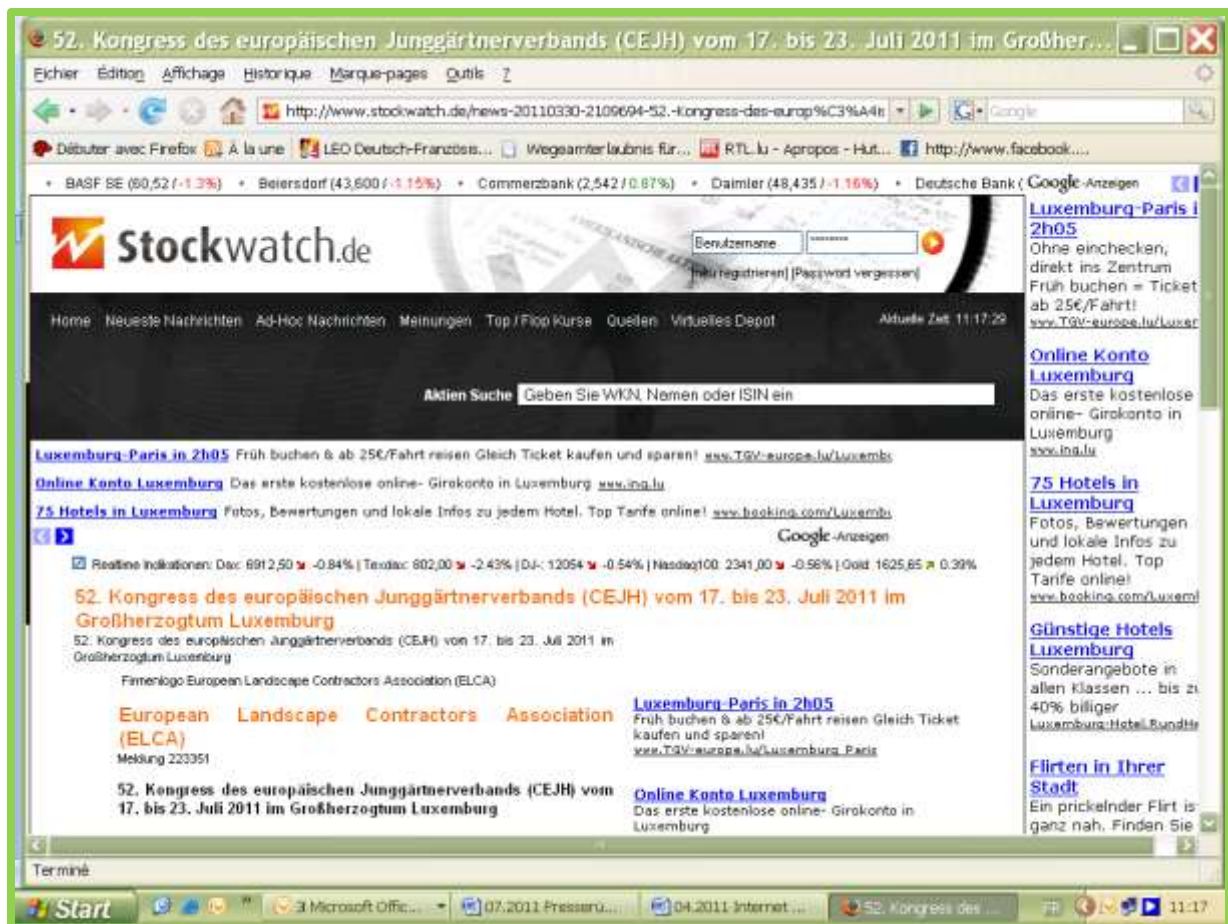 52. Kongress des europäischen Junggärtnerverbands (CEJH) vom 17. bis 23. Juli 2011 im Großher...
Fichier Édition Affichage Historique Marque-pages Outils ?
http://www.stockwatch.de/news-20110330-2109694-52.-Kongress-des-europ%C3%A4is Google
Débuter avec Firefox À la une LEO Deutsch-Französis... Wegeamterlaubnis für... RTL.lu - Apropos - Hut... http://www.facebook....
• BASF SE (60,52 / -1.3%) • Beiersdorf (43,600 / -1.15%) • Commerzbank (2,542 / 0.87%) • Daimler (48,435 / -1.16%) • Deutsche Bank (
Google-Anzeigen
Stockwatch.de
Benutzername ********
|neu registrieren| |Passwort vergessen|
Home Neueste Nachrichten Ad-Hoc Nachrichten Meinungen Top / Flop Kurse Quellen Virtuelles Depot Aktuelle Zeit: 11:17:29
Aktien Suche Geben Sie WKN, Namen oder ISIN ein
Luxemburg-Paris in 2h05 Früh buchen & ab 25€/Fahrt reisen Gleich Ticket kaufen und sparen! www.TGV-europe.lu/Luxembu
Online Konto Luxemburg Das erste kostenlose online- Girokonto in Luxemburg www.ing.lu
75 Hotels in Luxemburg Fotos, Bewertungen und lokale Infos zu jedem Hotel. Top Tarife online! www.booking.com/Luxembu
Google-Anzeigen
Realtime Indikationen: Dax: 6912,50 -0.84% | Texdax: 802,00 -2.43% | DJ-: 12054 -0.54% | Nasdaq100: 2341,00 -0.56% | Gold: 1625,65 0.39%
52. Kongress des europäischen Junggärtnerverbands (CEJH) vom 17. bis 23. Juli 2011 im
Großherzogtum Luxemburg
52. Kongress des europäischen Junggärtnerverbands (CEJH) vom 17. bis 23. Juli 2011 im
Großherzogtum Luxemburg
Firmenlogo European Landscape Contractors Association (ELCA)
European Landscape Contractors Association
(ELCA)
Meldung 223351
52. Kongress des europäischen Junggärtnerverbands (CEJH) vom
17. bis 23. Juli 2011 im Großherzogtum Luxemburg
Luxemburg-Paris in 2h05
Früh buchen & ab 25€/Fahrt reisen Gleich Ticket
kaufen und sparen!
www.TGV-europe.lu/Luxemburg_Paris
Online Konto Luxemburg
Das erste kostenlose online- Girokonto in
Luxemburg
Luxemburg-Paris i
2h05
Ohne einchecken,
direkt ins Zentrum
Früh buchen = Ticket
ab 25€/Fahrt!
www.TGV-europe.lu/Luxer
Online Konto
Luxemburg
Das erste kostenlose
online- Girokonto in
Luxemburg
www.ing.lu
75 Hotels in
Luxemburg
Fotos, Bewertungen
und lokale Infos zu
jedem Hotel. Top
Tarife online!
www.booking.com/Luxeml
Günstige Hotels
Luxemburg
Sonderangebote in
allen Klassen ... bis zu
40% billiger
Luxemburg-Hotel.RundHe
Flirten in Ihrer
Stadt
Ein prickelnder Flirt is
ganz nah. Finden Sie
Terminé
Start 3 Microsoft Offic... 07.2011 Presseru.... 04.2011 Internet ... 52. Kongress des ... FR 11:17